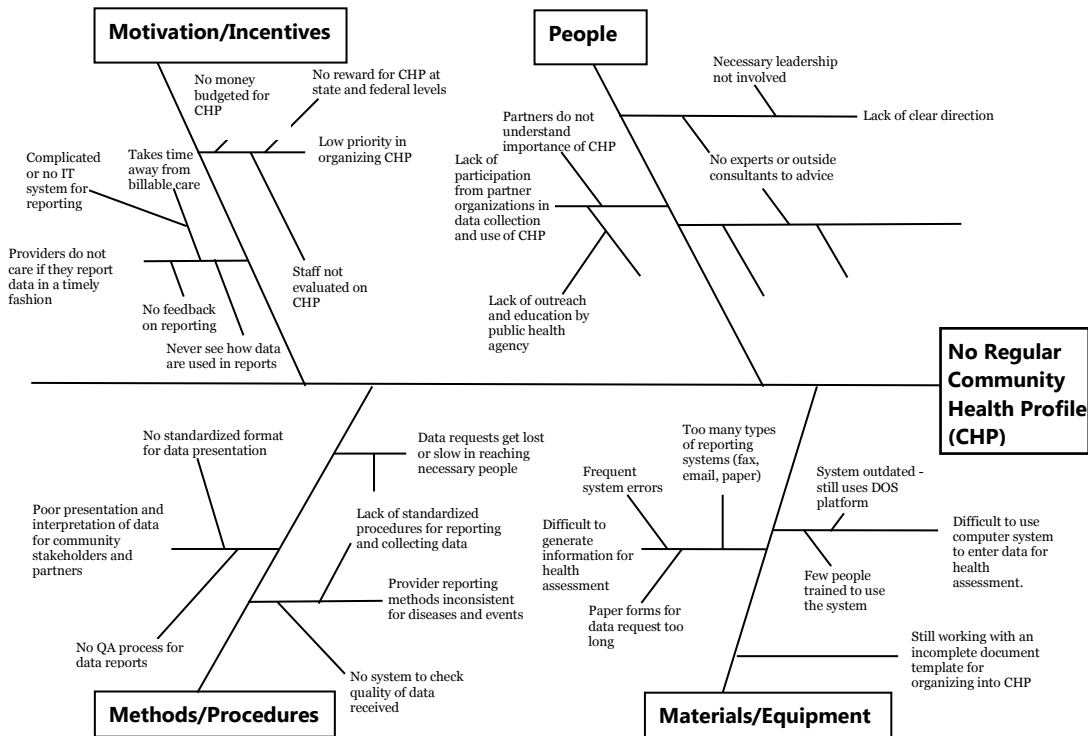 Motivation/Incentives
No money
budgeted for
CHP
No reward for CHP at
state and federal levels
Low priority in
organizing CHP
Complicated
or no IT
system for
reporting
Takes time
away from
billable care
Providers do not
care if they report
data in a timely
fashion
No feedback
on reporting
Never see how data
are used in reports
Staff not
evaluated on
CHP
People
Necessary leadership
not involved
Lack of clear direction
Partners do not
understand
importance of CHP
Lack of
participation
from partner
organizations in
data collection
and use of CHP
No experts or outside
consultants to advice
Lack of outreach
and education by
public health
agency
No Regular
Community
Health Profile
(CHP)
No standardized format
for data presentation
Data requests get lost
or slow in reaching
necessary people
Poor presentation and
interpretation of data
for community
stakeholders and
partners
Lack of standardized
procedures for reporting
and collecting data
Provider reporting
methods inconsistent
for diseases and events
No QA process for
data reports
No system to check
quality of data
received
Methods/Procedures
Too many types
of reporting
systems (fax,
email, paper)
Frequent
system errors
System outdated -
still uses DOS
platform
Difficult to
generate
information for
health
assessment
Difficult to use
computer system
to enter data for
health
assessment.
Few people
trained to use
the system
Paper forms for
data request too
long
Still working with an
incomplete document
template for
organizing into CHP
Materials/Equipment